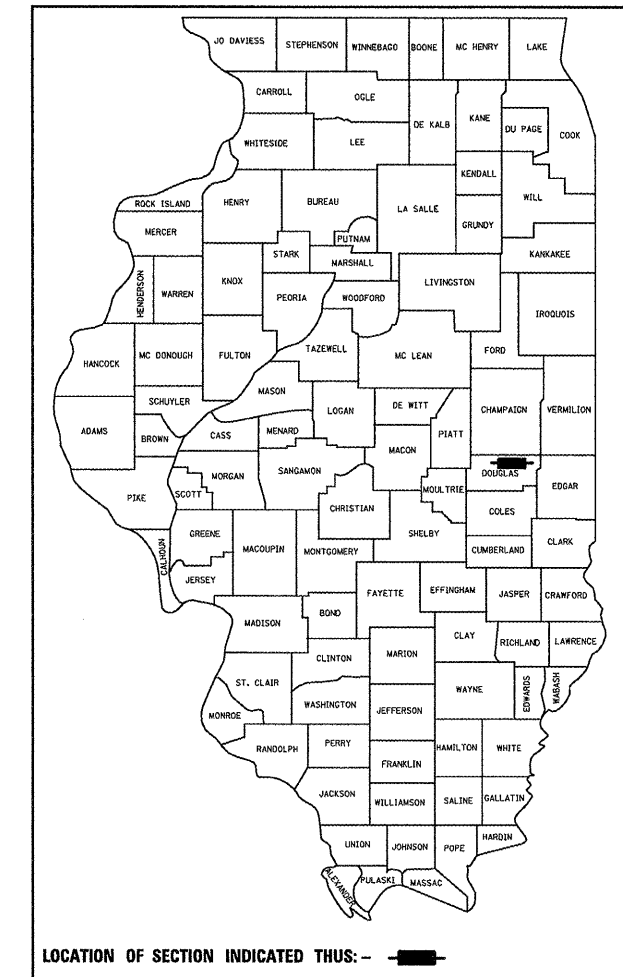 JO DAVIESS
STEPHENSON
WINNEBAGO
BOONE
MC HENRY
LAKE
CARROLL
OGLE
DE KALB
KANE
DU PAGE
COOK
WHITESIDE
LEE
KENDALL
WILL
ROCK ISLAND
HENRY
BUREAU
LA SALLE
GRUNDY
MERCER
PUTNAM
STARK
MARSHALL
KANKAKEE
HENDERSON
WARREN
KNOX
PEORIA
WOODFORD
LIVINGSTON
IROQUOIS
HANCOCK
MC DONOUGH
FULTON
TAZEWELL
MC LEAN
FORD
SCHUYLER
MASON
LOGAN
DE WITT
CHAMPAIGN
VERMILION
ADAMS
BROWN
CASS
MENARD
MACON
PIATT
PIKE
SCOTT
MORGAN
SANGAMON
CHRISTIAN
MOULTRIE
DOUGLAS
EDGAR
COLES
CALHOUN
GREENE
MACOUPIN
MONTGOMERY
SHELBY
CUMBERLAND
CLARK
JERSEY
FAYETTE
EFFINGHAM
JASPER
CRAWFORD
MADISON
BOND
CLAY
RICHLAND
LAWRENCE
CLINTON
MARION
ST. CLAIR
WAYNE
EDWARDS
WABASH
MONROE
WASHINGTON
JEFFERSON
RANDOLPH
PERRY
HAMILTON
WHITE
FRANKLIN
JACKSON
WILLIAMSON
SALINE
GALLATIN
UNION
JOHNSON
POPE
HARDIN
ALEXANDER
PULASKI
MASSAC
LOCATION OF SECTION INDICATED THUS: -